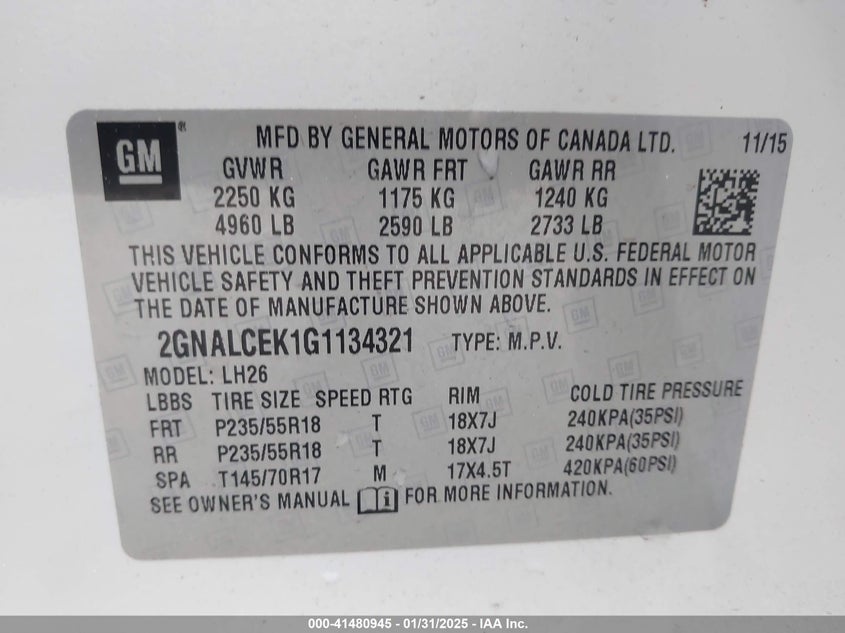 GM ® MFD BY GENERAL MOTORS OF CANADA LTD. 11/15
GVWR GAWR FRT GAWR RR
2250 KG 1175 KG 1240 KG
4960 LB 2590 LB 2733 LB
THIS VEHICLE CONFORMS TO ALL APPLICABLE U.S. FEDERAL MOTOR
VEHICLE SAFETY AND THEFT PREVENTION STANDARDS IN EFFECT ON
THE DATE OF MANUFACTURE SHOWN ABOVE.
2GNALCEK1G1134321 TYPE: M.P.V.
MODEL: LH26
LBBS TIRE SIZE SPEED RTG RIM COLD TIRE PRESSURE
FRT P235/55R18 T 18X7J 240KPA(35PSI)
RR P235/55R18 T 18X7J 240KPA(35PSI)
SPA T145/70R17 M 17X4.5T 420KPA(60PSI)
SEE OWNER'S MANUAL i FOR MORE INFORMATION.
000-41480945 - 01/31/2025 - IAA Inc.